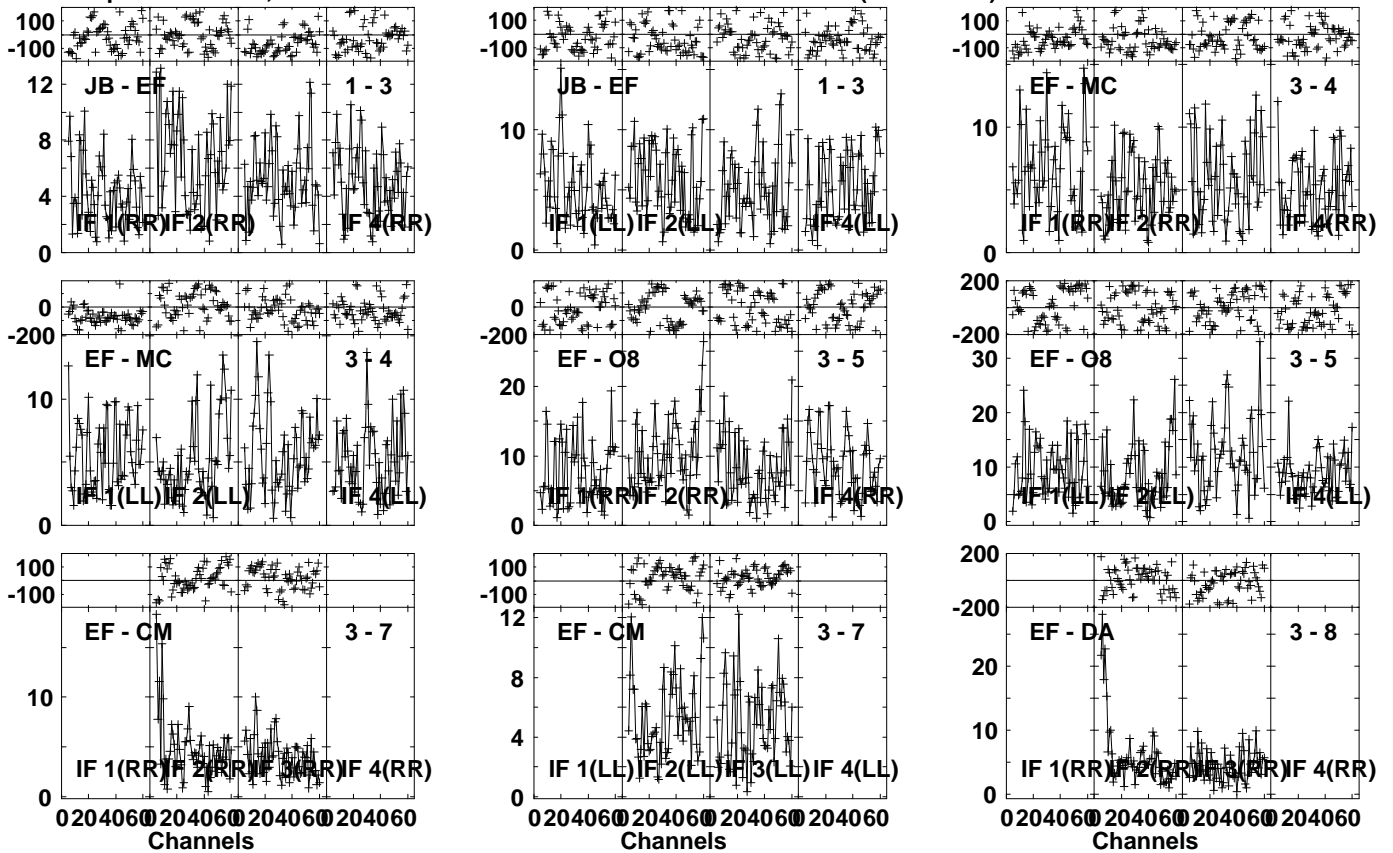 100
-100
12
8
4
0
JB - EF 1 - 3
IF 1(RR) IF 2(RR) IF 4(RR)
10
0
JB - EF 1 - 3
IF 1(LL) IF 2(LL) IF 4(LL)
100
-100
10
0
EF - MC 3 - 4
IF 1(RR) IF 2(RR) IF 4(RR)
0
-200
10
0
EF - MC 3 - 4
IF 1(LL) IF 2(LL) IF 4(LL)
0
-200
20
10
0
EF - O8 3 - 5
IF 1(RR) IF 2(RR) IF 4(RR)
200
0
-200
30
20
10
0
EF - O8 3 - 5
IF 1(LL) IF 2(LL) IF 4(LL)
100
-100
10
0
EF - CM 3 - 7
IF 1(RR) IF 2(RR) IF 3(RR) IF 4(RR)
0 20 40 60 0 20 40 60 0 20 40 60 0 20 40 60
Channels
100
-100
12
8
4
0
EF - CM 3 - 7
IF 1(LL) IF 2(LL) IF 3(LL) IF 4(LL)
0 20 40 60 0 20 40 60 0 20 40 60 0 20 40 60
Channels
200
-200
20
10
0
EF - DA 3 - 8
IF 1(RR) IF 2(RR) IF 3(RR) IF 4(RR)
0 20 40 60 0 20 40 60 0 20 40 60 0 20 40 60
Channels